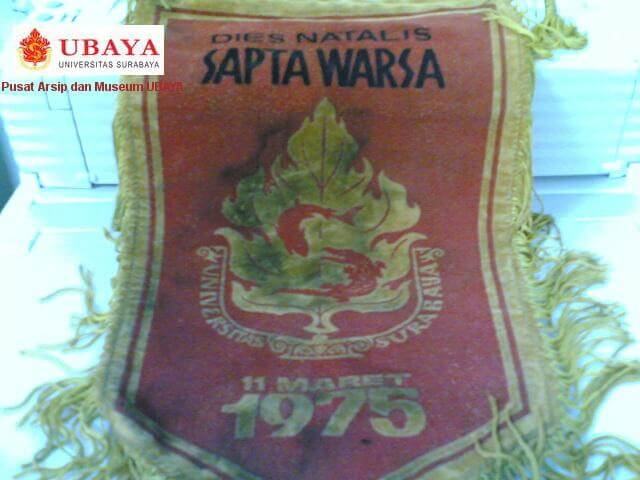 UBAYA
UNIVERSITAS SURABAYA
Pusat Arsip dan Museum UBAYA
DIES NATALIS
SAPTA WARSA
UNIVERSITAS SURABAYA
11 MARET
1975